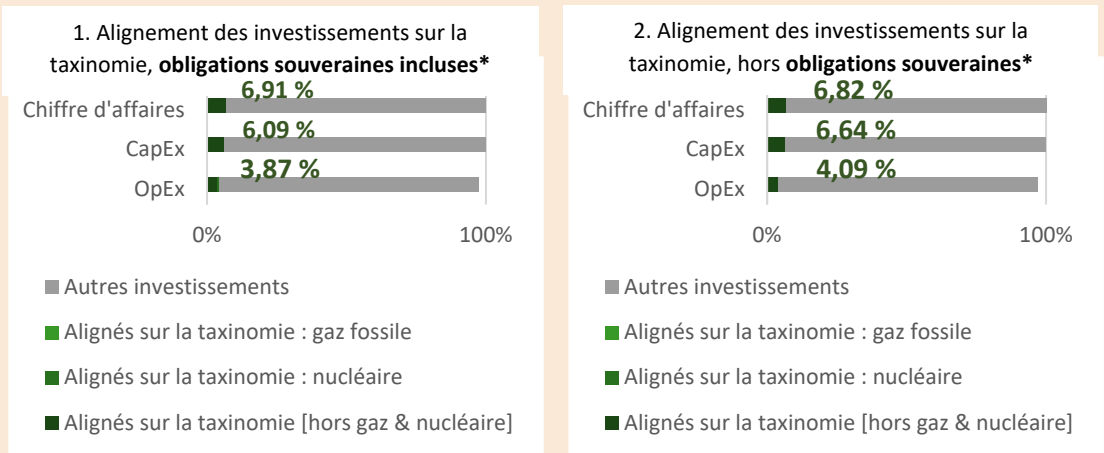 1. Alignement des investissements sur la
taxinomie, obligations souveraines incluses*
6,91 %
Chiffre d'affaires
6,09 %
CapEx
3,87 %
OpEx
0%
100%
Autres investissements
Alignés sur la taxinomie : gaz fossile
Alignés sur la taxinomie : nucléaire
Alignés sur la taxinomie [hors gaz & nucléaire]
2. Alignement des investissements sur la
taxinomie, hors obligations souveraines*
6,82 %
Chiffre d'affaires
6,64 %
CapEx
4,09 %
OpEx
0%
100%
Autres investissements
Alignés sur la taxinomie : gaz fossile
Alignés sur la taxinomie : nucléaire
Alignés sur la taxinomie [hors gaz & nucléaire]